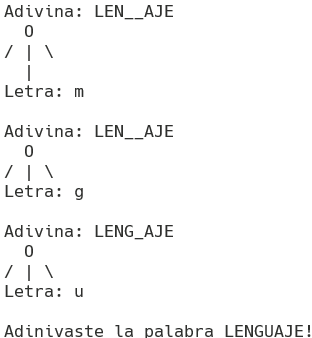 Adivina: LEN__AJE
  O
/ | \
  |
Letra: m

Adivina: LEN__AJE
  O
/ | \
Letra: g

Adivina: LENG_AJE
  O
/ | \
Letra: u

Adinivaste la palabra LENGUAJE!